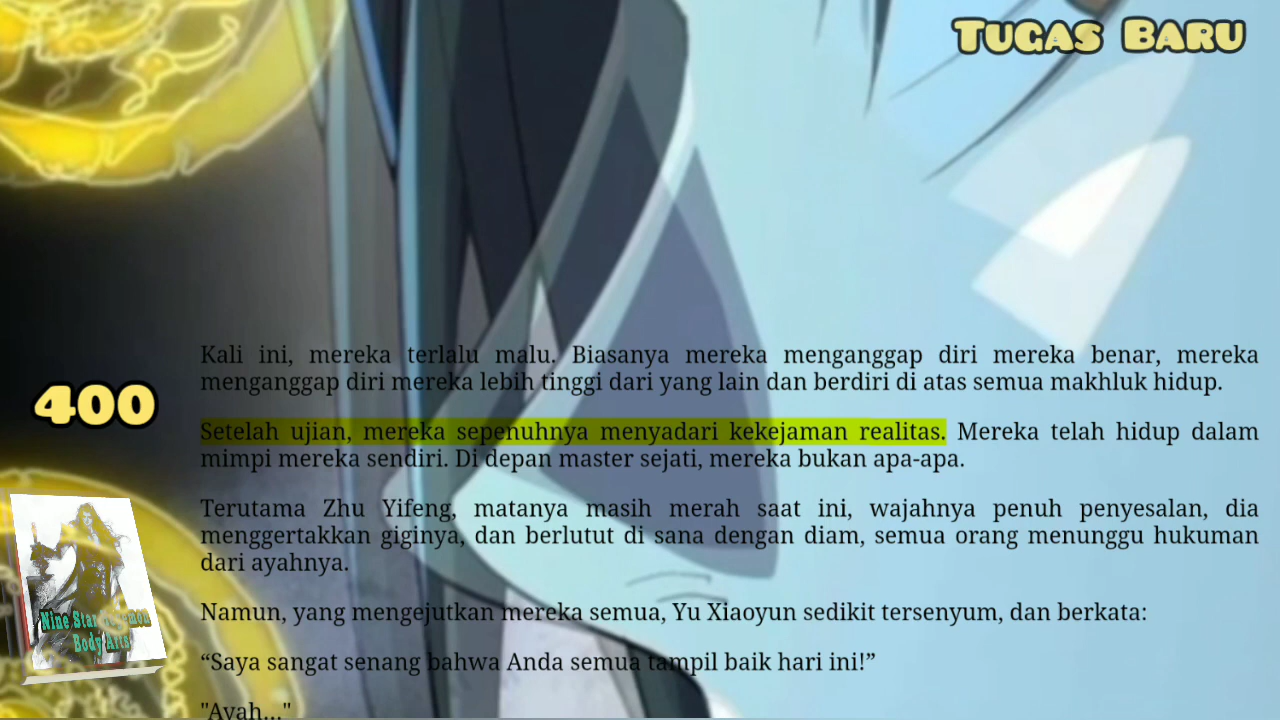 Tugas Baru
Kali ini, mereka terlalu malu. Biasanya mereka menganggap diri mereka benar, mereka
menganggap diri mereka lebih tinggi dari yang lain dan berdiri di atas semua makhluk hidup.
Setelah ujian, mereka sepenuhnya menyadari kekejaman realitas. Mereka telah hidup dalam
mimpi mereka sendiri. Di depan master sejati, mereka bukan apa-apa.
400
Terutama Zhu Yifeng, matanya masih merah saat ini, wajahnya penuh penyesalan, dia
menggertakkan giginya, dan berlutut di sana dengan diam, semua orang menunggu hukuman
dari ayahnya.
Namun, yang mengejutkan mereka semua, Yu Xiaoyun sedikit tersenyum, dan berkata:
“Saya sangat senang bahwa Anda semua tampil baik hari ini!”
"Ayah..."
Nine Star
Body Arts